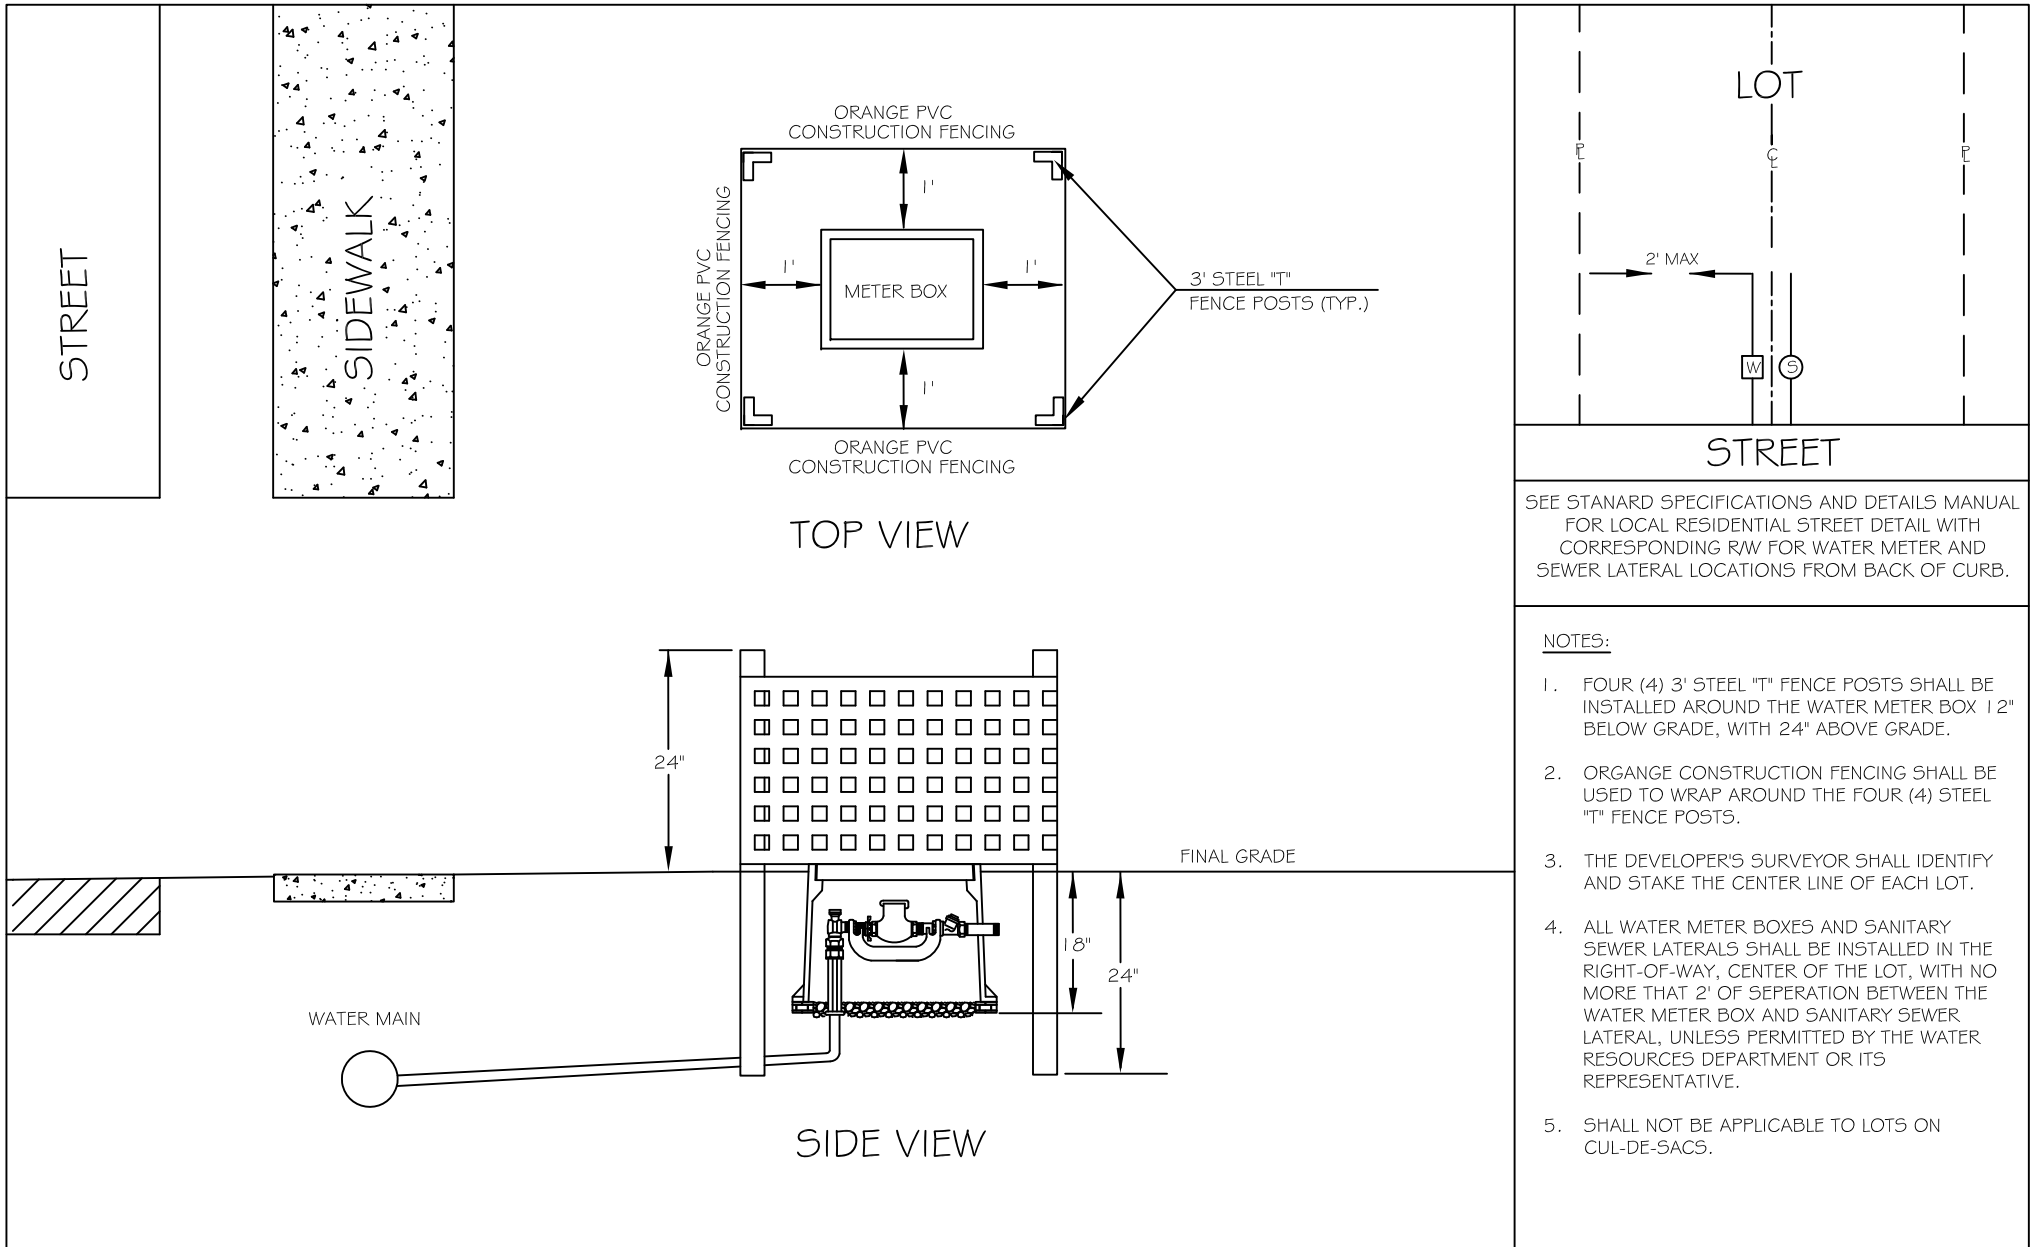 STREET
SIDEWALK
ORANGE PVC
CONSTRUCTION FENCING
ORANGE PVC
CONSTRUCTION FENCING
1'
1'
1'
1'
METER BOX
3' STEEL "T"
FENCE POSTS (TYP.)
ORANGE PVC
CONSTRUCTION FENCING
TOP VIEW
24"
FINAL GRADE
18"
24"
WATER MAIN
SIDE VIEW
LOT
PL
CL
PL
2' MAX
W
S
STREET
SEE STANARD SPECIFICATIONS AND DETAILS MANUAL
FOR LOCAL RESIDENTIAL STREET DETAIL WITH
CORRESPONDING R/W FOR WATER METER AND
SEWER LATERAL LOCATIONS FROM BACK OF CURB.
NOTES:
1. FOUR (4) 3' STEEL "T" FENCE POSTS SHALL BE
INSTALLED AROUND THE WATER METER BOX 12"
BELOW GRADE, WITH 24" ABOVE GRADE.
2. ORGANGE CONSTRUCTION FENCING SHALL BE
USED TO WRAP AROUND THE FOUR (4) STEEL
"T" FENCE POSTS.
3. THE DEVELOPER'S SURVEYOR SHALL IDENTIFY
AND STAKE THE CENTER LINE OF EACH LOT.
4. ALL WATER METER BOXES AND SANITARY
SEWER LATERALS SHALL BE INSTALLED IN THE
RIGHT-OF-WAY, CENTER OF THE LOT, WITH NO
MORE THAT 2' OF SEPERATION BETWEEN THE
WATER METER BOX AND SANITARY SEWER
LATERAL, UNLESS PERMITTED BY THE WATER
RESOURCES DEPARTMENT OR ITS
REPRESENTATIVE.
5. SHALL NOT BE APPLICABLE TO LOTS ON
CUL-DE-SACS.